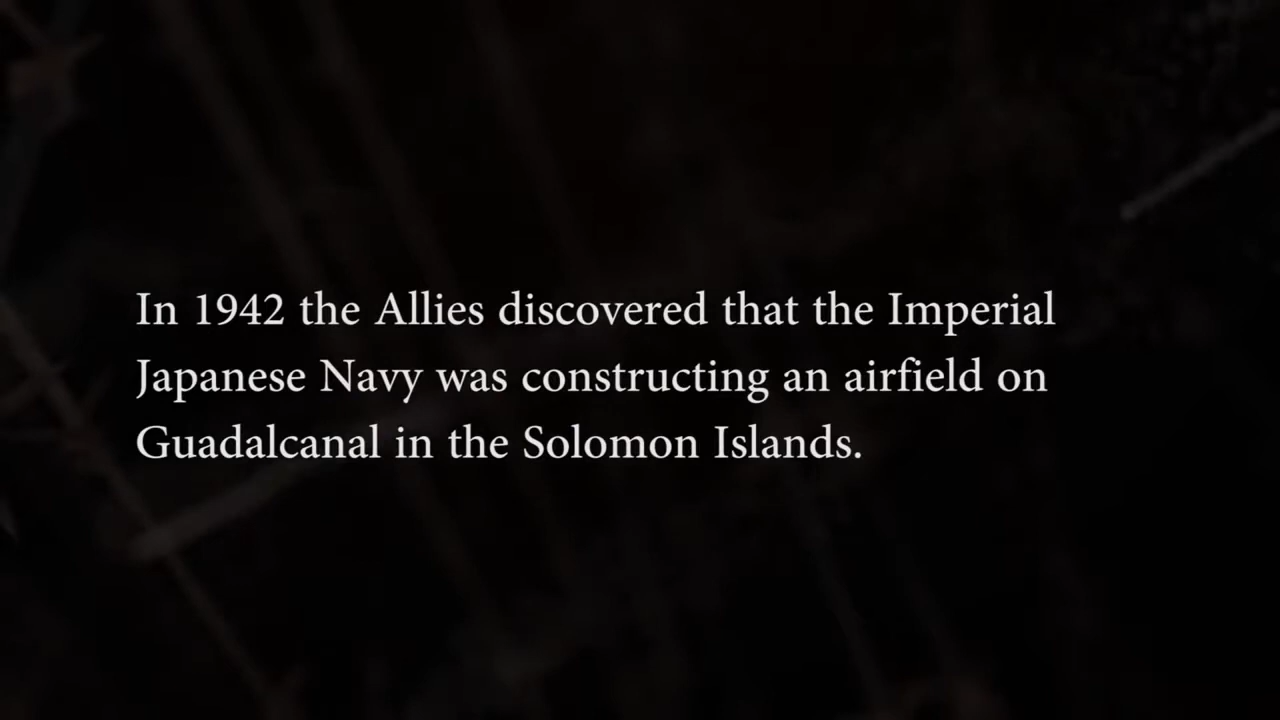 In 1942 the Allies discovered that the Imperial
Japanese Navy was constructing an airfield on
Guadalcanal in the Solomon Islands.